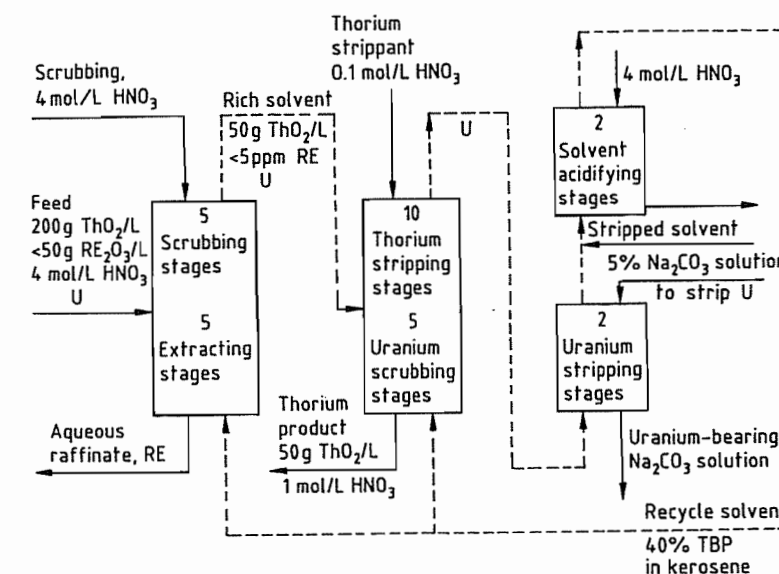 Scrubbing,
4 mol/L HNO₃
Rich solvent
50g ThO₂/L
<5ppm RE
U
Thorium
strippant
0.1 mol/L HNO₃
U
4 mol/L HNO₃
2
Solvent
acidifying
stages
Feed
200g ThO₂/L
<50g RE₂O₃/L
4 mol/L HNO₃
U
5
Scrubbing
stages
5
Extracting
stages
10
Thorium
stripping
stages
5
Uranium
scrubbing
stages
Stripped solvent
5% Na₂CO₃ solution
to strip U
2
Uranium
stripping
stages
Aqueous
raffinate, RE
Thorium
product
50g ThO₂/L
1 mol/L HNO₃
Uranium-bearing
Na₂CO₃ solution
Recycle solven
40% TBP
in kerosene